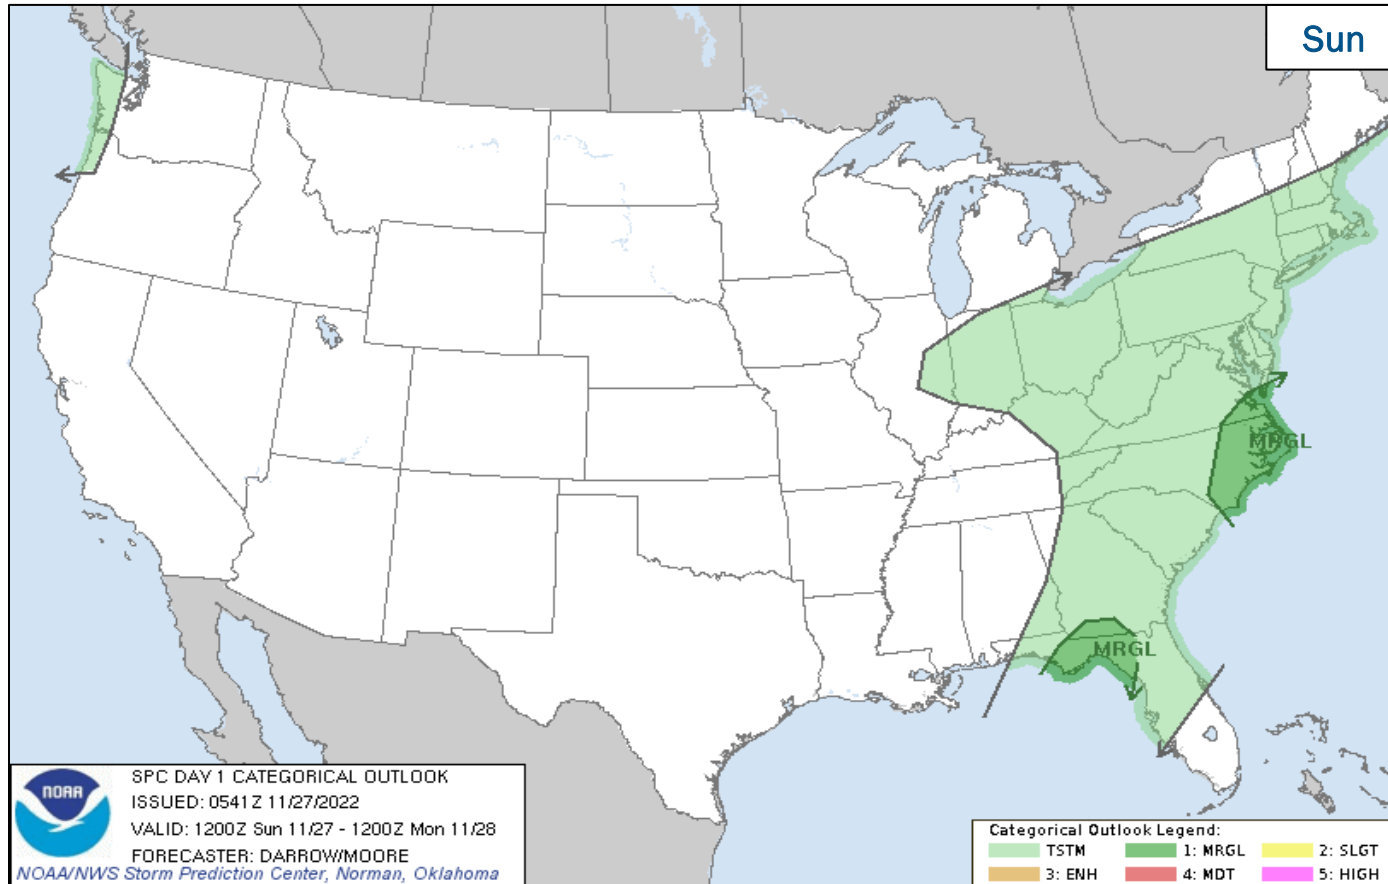 Sun
MRGL
MRGL
NOAA
SPC DAY 1 CATEGORICAL OUTLOOK
ISSUED: 0541Z 11/27/2022
VALID: 1200Z Sun 11/27 - 1200Z Mon 11/28
FORECASTER: DARROW/MOORE
NOAA/NWS Storm Prediction Center, Norman, Oklahoma
Categorical Outlook Legend:
TSTM 1: MRGL 2: SLGT
3: ENH 4: MDT 5: HIGH